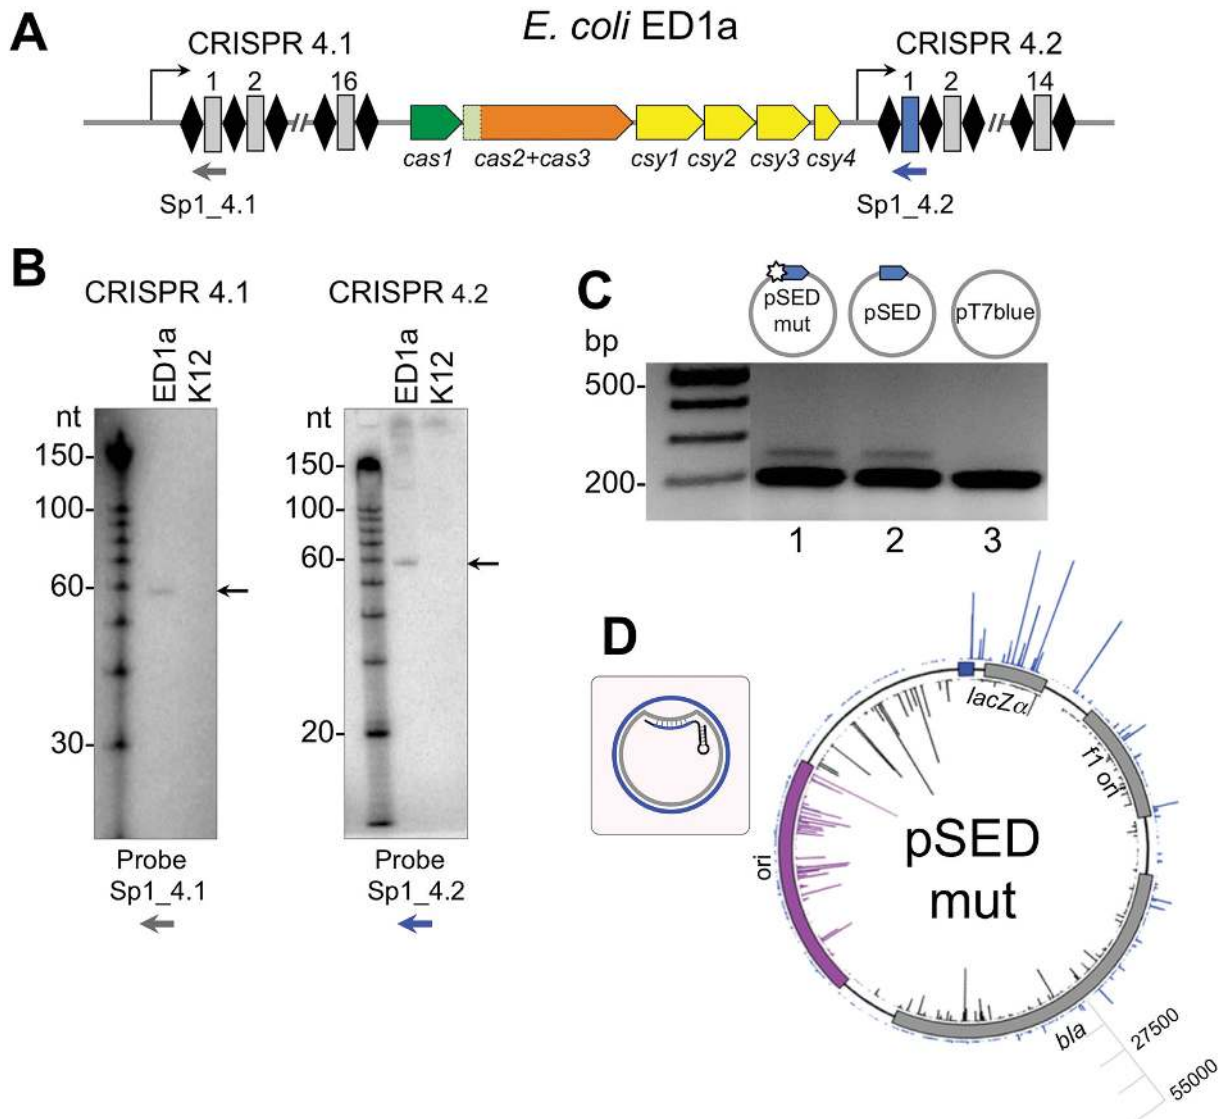 A
E. coli ED1a
CRISPR 4.1
CRISPR 4.2
1 2 16
1 2 14
cas1 cas2+cas3 csy1 csy2 csy3 csy4
Sp1_4.1
Sp1_4.2
B
CRISPR 4.1
ED1a
K12
nt
150
100
60
30
Probe
Sp1_4.1
CRISPR 4.2
ED1a
K12
nt
150
100
60
20
Probe
Sp1_4.2
C
pSED
mut
pSED
pT7blue
bp
500
200
1 2 3
D
lacZα
f1 ori
ori
pSED
mut
bla
27500
55000